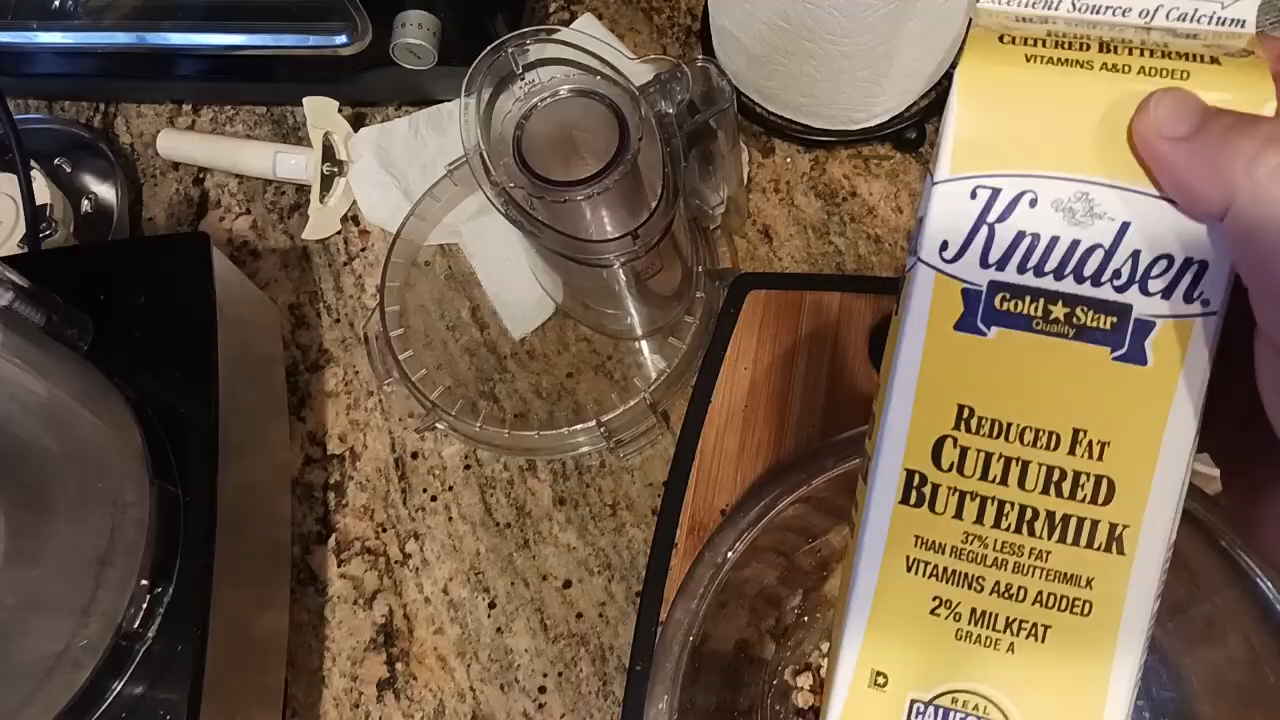 Excellent Source of Calcium
REDUCED FAT
CULTURED BUTTERMILK
VITAMINS A&D ADDED
The
Very Best
Knudsen.
Gold ★ Star
Quality
REDUCED FAT
CULTURED
BUTTERMILK
37% LESS FAT
THAN REGULAR BUTTERMILK
VITAMINS A&D ADDED
2% MILKFAT
GRADE A
REAL